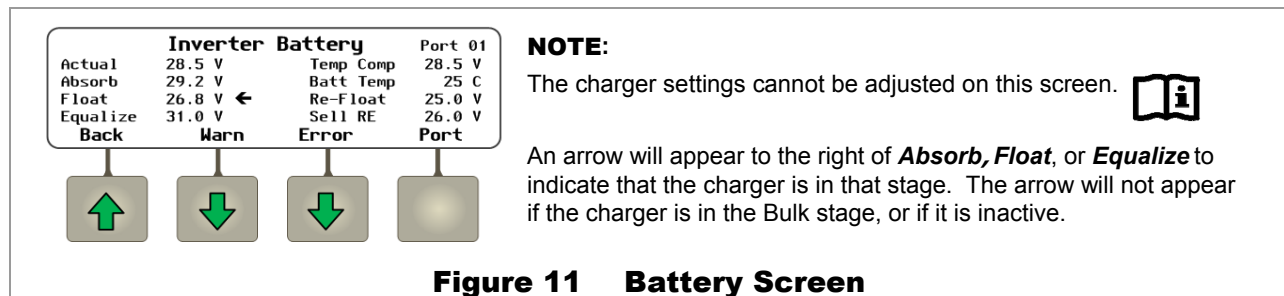 Inverter Battery Port 01
Actual 28.5 V Temp Comp 28.5 V
Absorb 29.2 V Batt Temp 25 C
Float 26.8 V ← Re-Float 25.0 V
Equalize 31.0 V Sell RE 26.0 V
Back Warn Error Port
NOTE:
The charger settings cannot be adjusted on this screen.
An arrow will appear to the right of Absorb, Float, or Equalize to
indicate that the charger is in that stage. The arrow will not appear
if the charger is in the Bulk stage, or if it is inactive.
Figure 11 Battery Screen